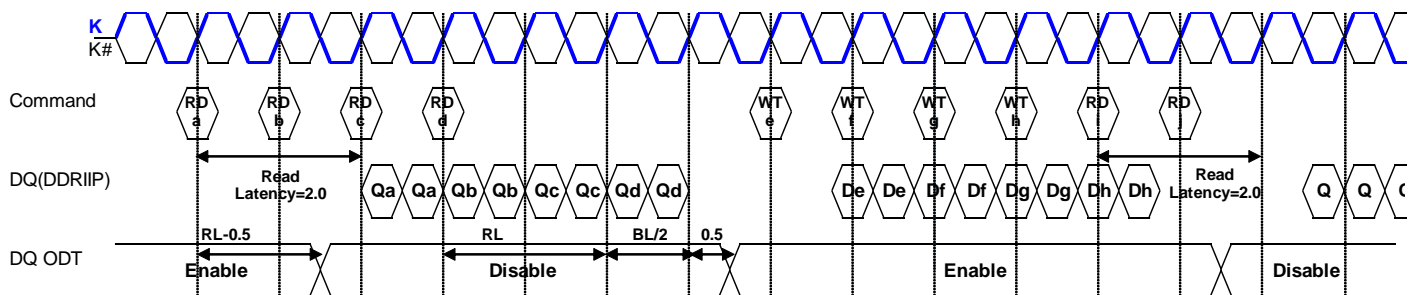 K
K#
Command
RD a
RD b
RD c
RD d
WT e
WT f
WT g
WT h
RD i
RD j
DQ(DDRIIP)
Read
Latency=2.0
Qa Qa Qb Qb Qc Qc Qd Qd
De De Df Df Dg Dg Dh Dh
Read
Latency=2.0
Q Q
DQ ODT
RL-0.5
RL
BL/2
0.5
Enable
Disable
Enable
Disable